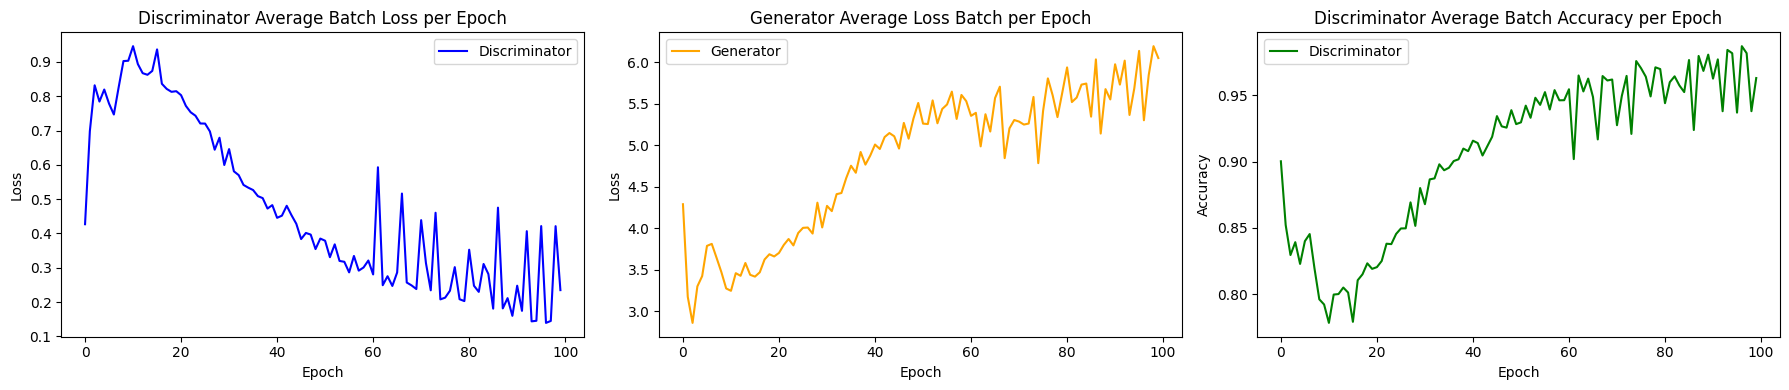 Discriminator Average Batch Loss per Epoch
Discriminator
0.9
0.8
0.7
0.6
0.5
0.4
0.3
0.2
0.1
Loss
0 20 40 60 80 100
Epoch
Generator Average Loss Batch per Epoch
Generator
6.0
5.5
5.0
4.5
4.0
3.5
3.0
Loss
0 20 40 60 80 100
Epoch
Discriminator Average Batch Accuracy per Epoch
Discriminator
0.95
0.90
0.85
0.80
Accuracy
0 20 40 60 80 100
Epoch